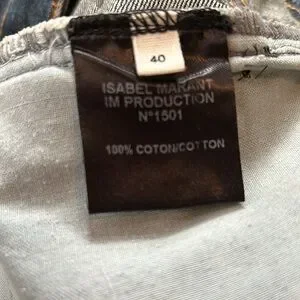 40
ISABEL MARANT
IM PRODUCTION
N°1501
100% COTON/COTTON